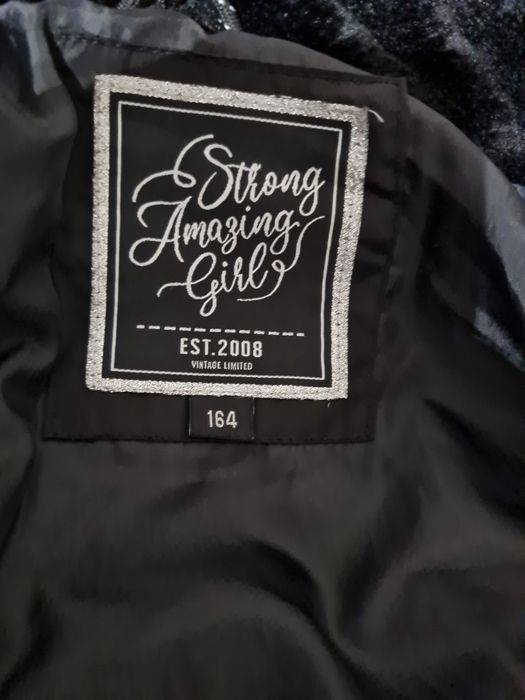 Strong
Amazing
Girl
EST.2008
VINTAGE LIMITED
164